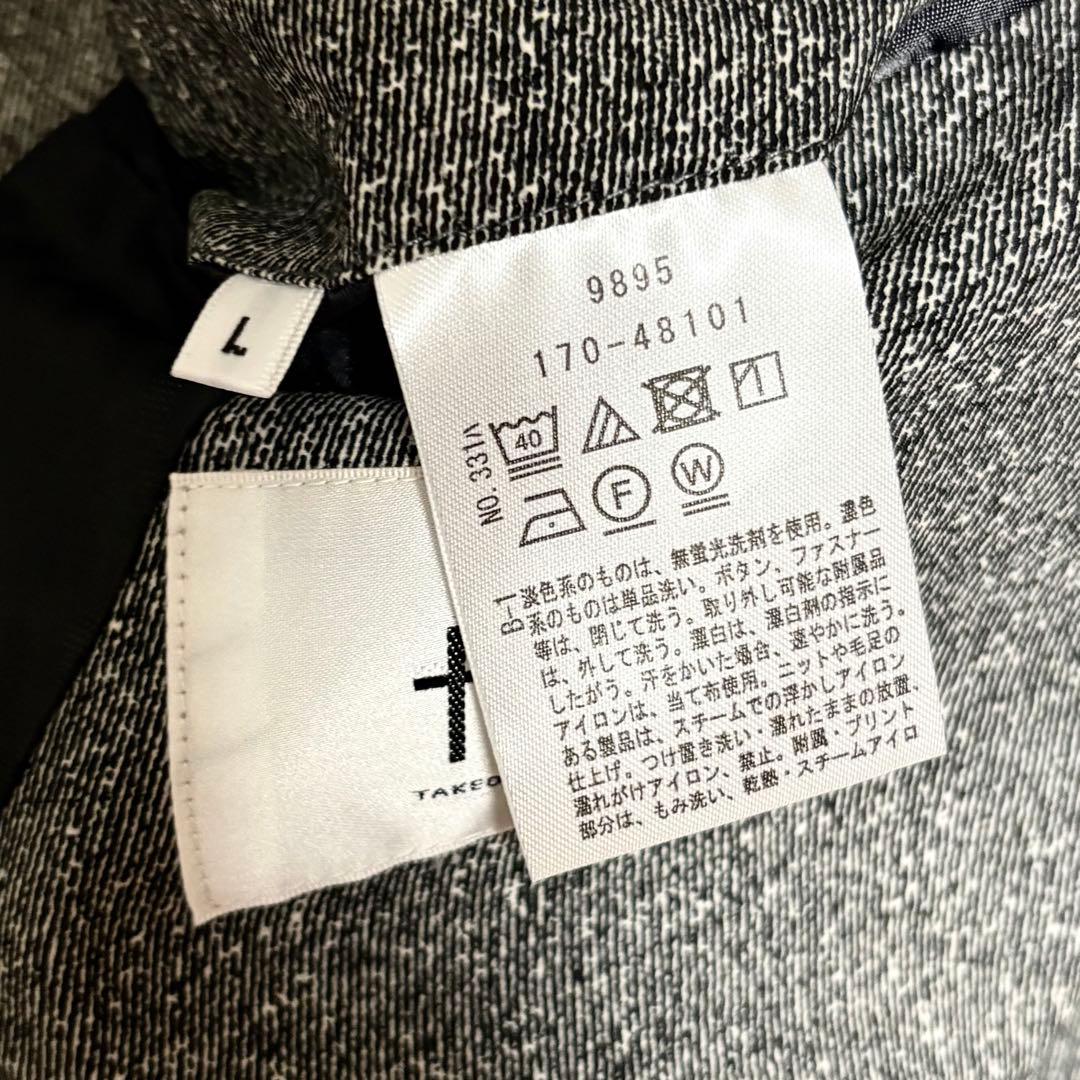 L
9895
170-48101
NO.331A
40
1
F
W
B-1
淡色系のものは、無蛍光洗剤を使用。濃色
系のものは単品洗い。ボタン、ファスナー
等は、閉じて洗う。取り外し可能な附属品
は、外して洗う。漂白は、漂白剤の指示に
したがう。汗をかいた場合、速やかに洗う。
アイロンは、当て布使用。ニットや毛足の
ある製品は、スチームでの浮かしアイロン
仕上げ。つけ置き洗い・濡れたままの放置、
濡れがけアイロン、禁止。附属・プリント
部分は、もみ洗い、乾熱・スチームアイロ
TAKEO